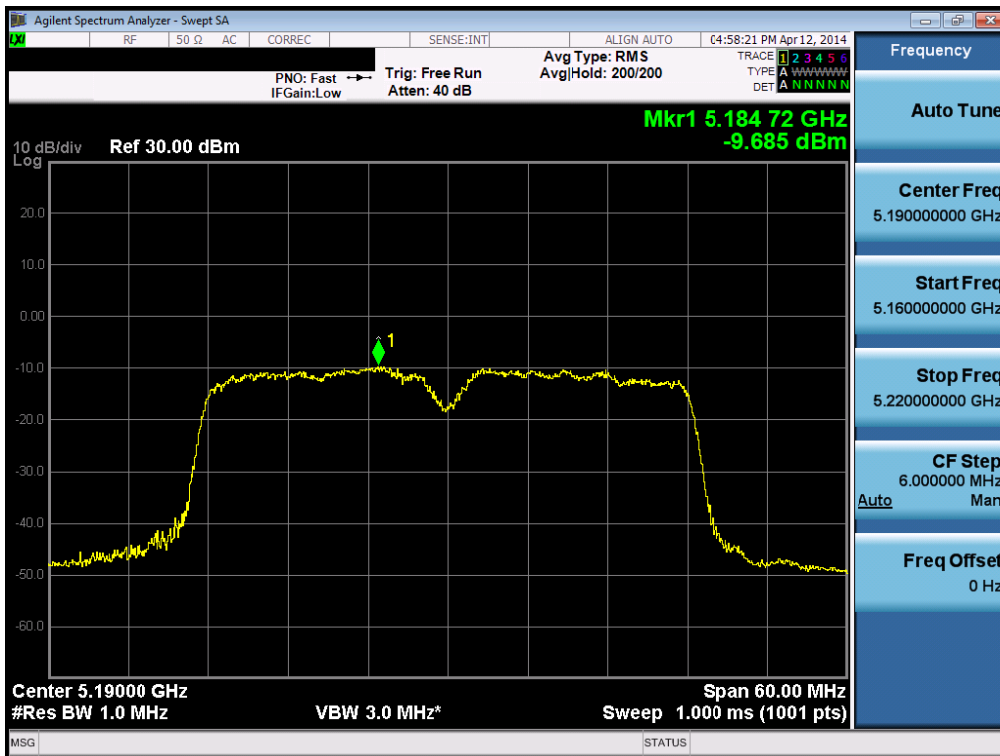 Agilent Spectrum Analyzer - Swept SA
LXI RF 50 Ω AC CORREC SENSE:INT ALIGN AUTO 04:58:21 PM Apr 12, 2014
Frequency
PNO: Fast
IFGain:Low
Trig: Free Run
Atten: 40 dB
Avg Type: RMS
Avg|Hold: 200/200
TRACE 1 2 3 4 5 6
TYPE A WWWWW
DET A N N N N N
Auto Tune
Mkr1 5.184 72 GHz
-9.685 dBm
10 dB/div Ref 30.00 dBm
Log
Center Freq
5.190000000 GHz
Start Freq
5.160000000 GHz
Stop Freq
5.220000000 GHz
CF Step
6.000000 MHz
Auto Man
Freq Offset
0 Hz
20.0
10.0
0.00
1
-10.0
-20.0
-30.0
-40.0
-50.0
-60.0
Center 5.19000 GHz Span 60.00 MHz
#Res BW 1.0 MHz VBW 3.0 MHz* Sweep 1.000 ms (1001 pts)
MSG STATUS